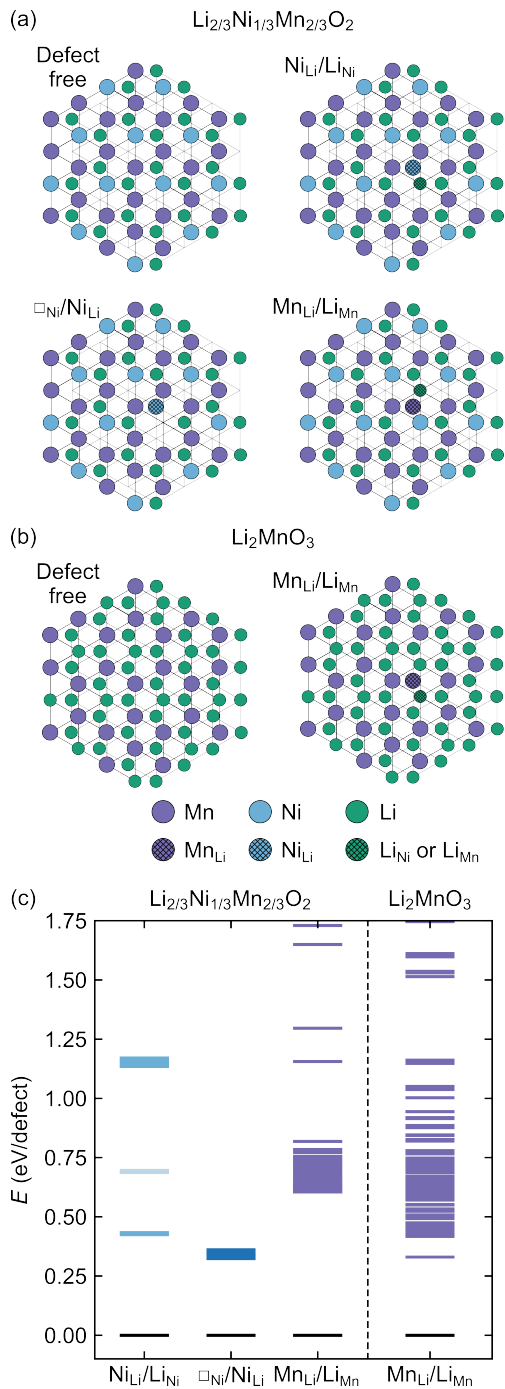 (a)
Li2/3Ni1/3Mn2/3O2
Defect free
NiLi/LiNi
□Ni/NiLi
MnLi/LiMn
(b)
Li2MnO3
Defect free
MnLi/LiMn
Mn
Ni
Li
MnLi
NiLi
LiNi or LiMn
(c)
Li2/3Ni1/3Mn2/3O2
Li2MnO3
1.75
1.50
1.25
1.00
0.75
0.50
0.25
0.00
E (eV/defect)
NiLi/LiNi
□Ni/NiLi
MnLi/LiMn
MnLi/LiMn